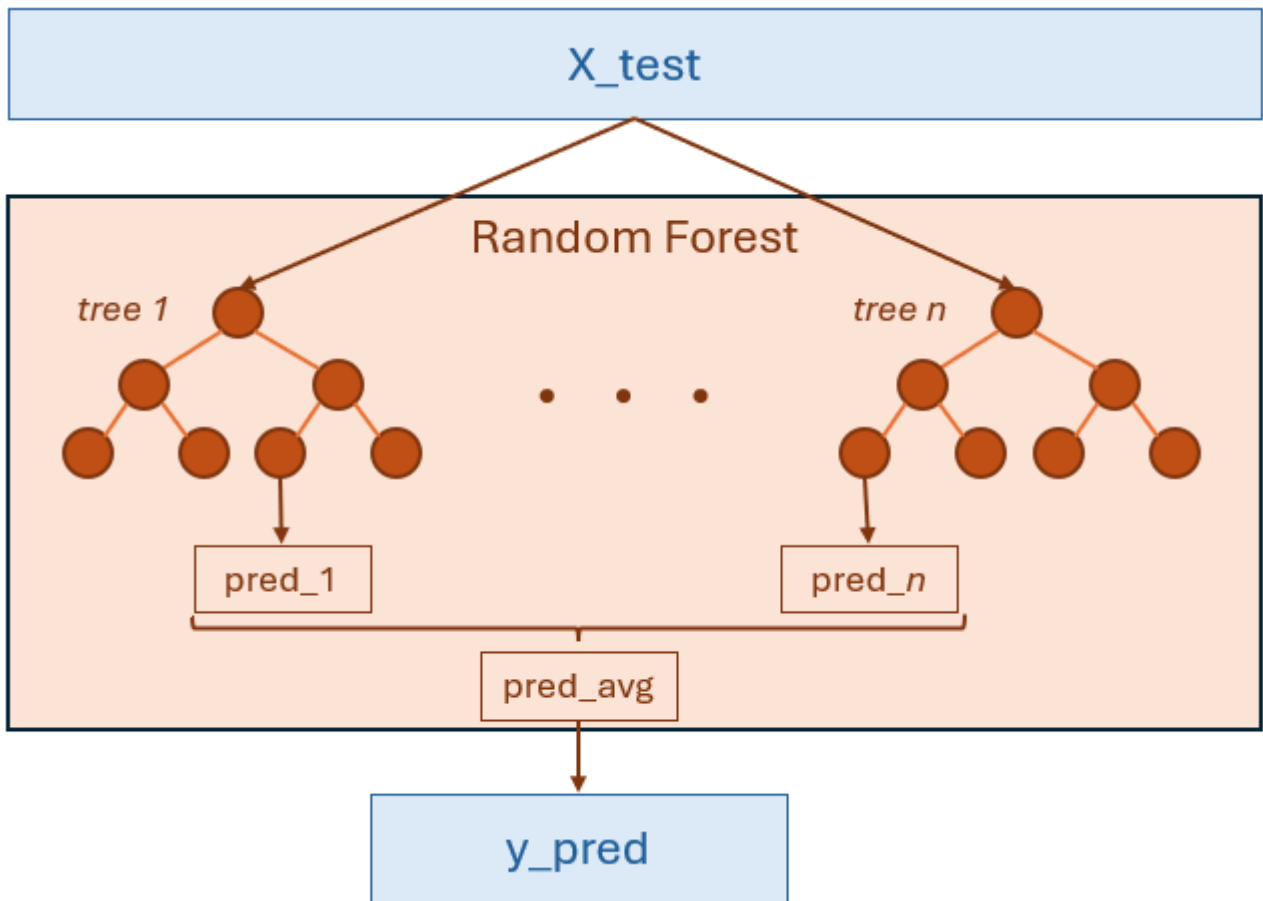 X_test
Random Forest
tree 1
tree n
pred_1
pred_n
pred_avg
y_pred